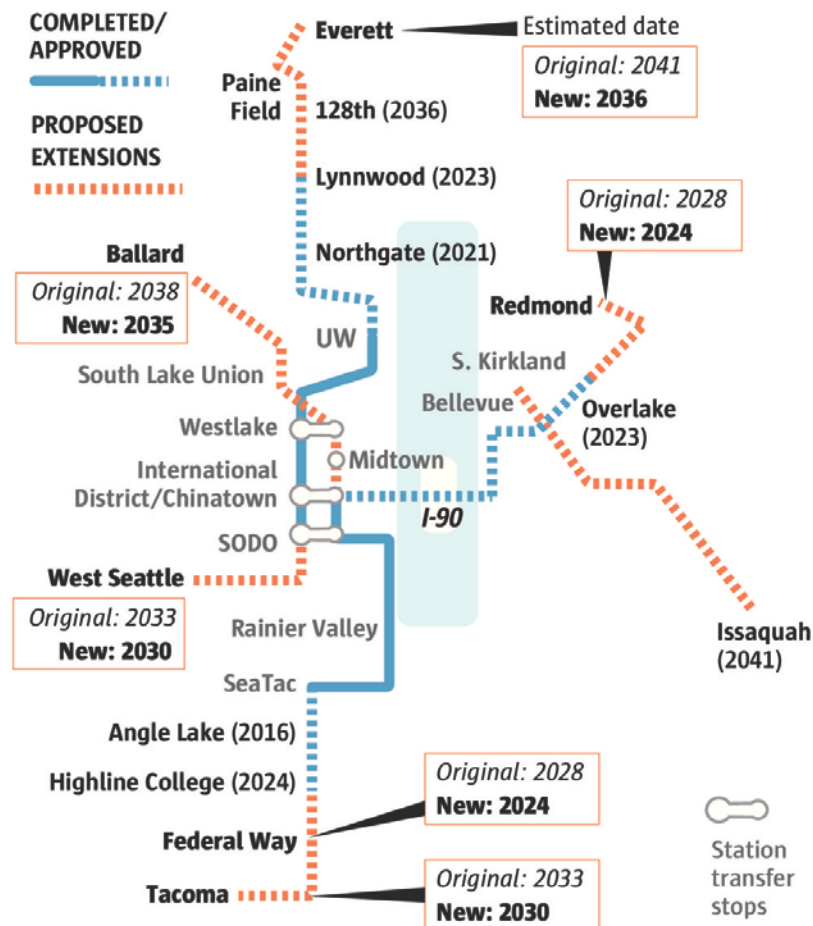 COMPLETED/
APPROVED
PROPOSED
EXTENSIONS
Everett
Estimated date
Original: 2041
New: 2036
Paine
Field
128th (2036)
Lynnwood (2023)
Original: 2028
New: 2024
Ballard
Original: 2038
New: 2035
Northgate (2021)
Redmond
UW
S. Kirkland
South Lake Union
Bellevue
Overlake
(2023)
Westlake
Midtown
International
District/Chinatown
I-90
SODO
West Seattle
Original: 2033
New: 2030
Rainier Valley
Issaquah
(2041)
SeaTac
Angle Lake (2016)
Highline College (2024)
Original: 2028
New: 2024
Federal Way
Tacoma
Original: 2033
New: 2030
Station
transfer
stops